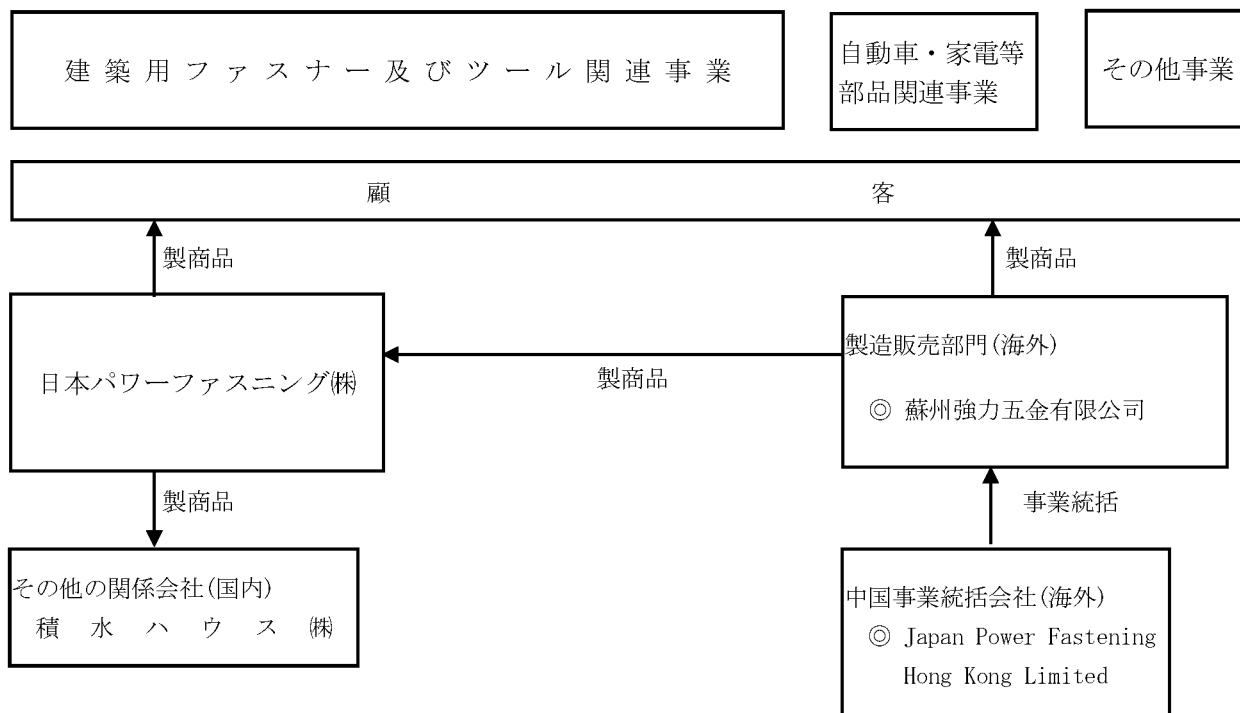 建築用ファスナー及びツール関連事業
自動車・家電等
部品関連事業
その他事業
顧客
製商品
製商品
日本パワーファスニング㈱
製商品
製造販売部門(海外)
◎ 蘇州強力五金有限公司
製商品
事業統括
その他の関係会社(国内)
積水ハウス㈱
中国事業統括会社(海外)
◎ Japan Power Fastening
Hong Kong Limited